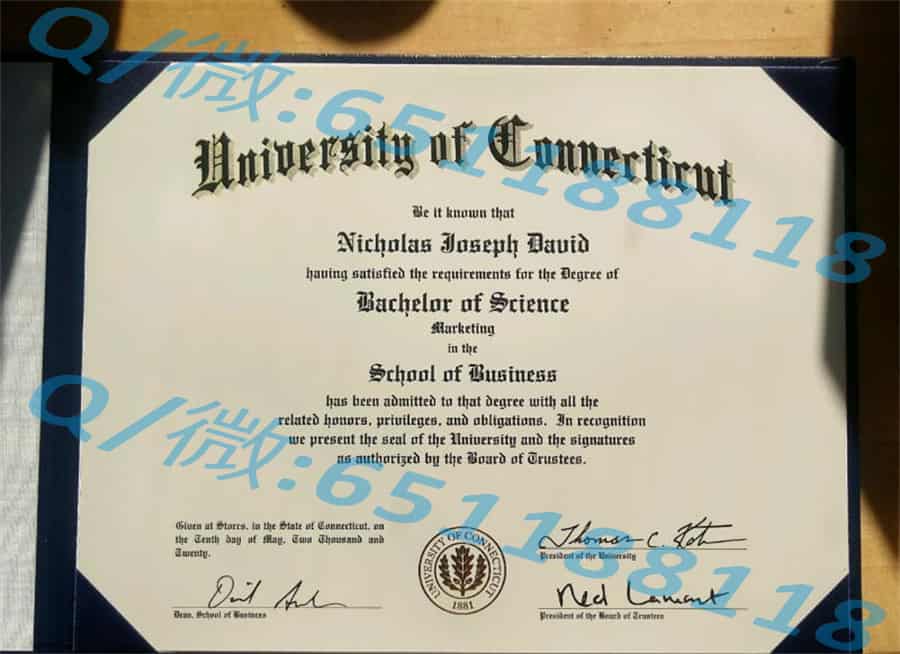 Q/微:651188118
University of Connecticut
Be it known that
Nicholas Joseph David
having satisfied the requirements for the Degree of
Bachelor of Science
Marketing
in the
School of Business
has been admitted to that degree with all the
related honors, privileges, and obligations. In recognition
we present the seal of the University and the signatures
as authorized by the Board of Trustees.
Q/微:651188118
Given at Storrs, in the State of Connecticut, on
the Tenth day of May, Two Thousand and
Twenty.
UNIVERSITY OF CONNECTICUT
1881
Thomas C. Kat
President of the University
Dean, School of Business
Ned Lamont
President of the Board of Trustees